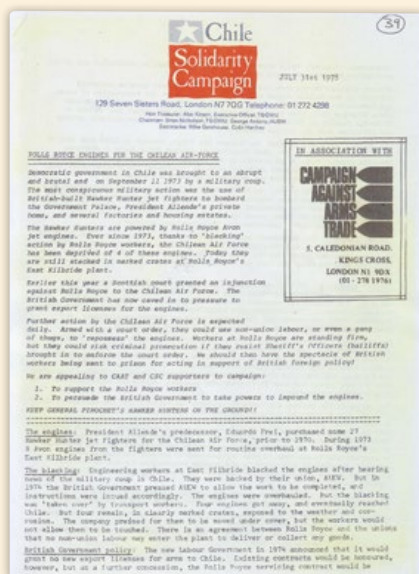 39
Chile
Solidarity
Campaign
JULY 31st 1975
129 Seven Sisters Road, London N7 7QG Telephone: 01 272 4298
ROLLS ROYCE ENGINES FOR THE CHILEAN AIR-FORCE
IN ASSOCIATION WITH
CAMPAIGN
AGAINST
ARMS
TRADE
5, CALEDONIAN ROAD,
KINGS CROSS,
LONDON N1 9DX
(01 - 278 1976)
Democratic government in Chile was brought to an abrupt
and brutal end on September 11 1973 by a military coup.
The most conspicuous military action was the use of
British-built Hawker Hunter jet fighters to bombard
the Government Palace, President Allende's private
home, and several factories and housing estates.
The Hawker Hunters are powered by Rolls Royce Avon
jet engines. Ever since 1973, thanks to 'blacking'
action by Rolls Royce workers, the Chilean Air Force
has been deprived of 4 of these engines. Today they
are still stacked in marked crates at Rolls Royce's
East Kilbride plant.
Earlier this year a Scottish court granted an injunction
against Rolls Royce to the Chilean Air Force. The
British Government has now caved in to pressure to
grant export licenses for the engines.
Further action by the Chilean Air Force is expected
daily. Armed with a court order, they could use non-union labour, or even a gang
of thugs, to 'repossess' the engines. Workers at Rolls Royce are standing firm,
but they could risk criminal prosecution if they resist Sheriff's Officers (bailiffs)
brought in to enforce the court order. We should then have the spectacle of British
workers being sent to prison for acting in support of British foreign policy!
We are appealing to CAAT and CSC supporters to campaign:
1. To support the Rolls Royce workers
2. To persuade the British Government to take powers to impound the engines.
KEEP GENERAL PINOCHET'S HAWKER HUNTERS ON THE GROUND!!
The engines: President Allende's predecessor, Eduardo Frei, purchased some 27
Hawker Hunter jet fighters for the Chilean Air Force, prior to 1970. During 1973
8 Avon engines from the fighters were sent for routine overhaul at Rolls Royce's
East Kilbride plant.
The blacking: Engineering workers at East Kilbride blacked the engines after hearing
news of the military coup in Chile. They were backed by their union, AUEW. But in
1974 the British Government pressed AUEW to allow the work to be completed, and
instructions were issued accordingly. The engines were overhauled. But the blacking
was 'taken over' by transport workers. Four engines got away, and eventually reached
Chile. But four remain, in clearly marked crates, exposed to the weather and cor-
rosion. The company pressed for them to be moved under cover, but the workers would
not allow them to be touched. There is an agreement between Rolls Royce and the unions
that no non-union labour may enter the plant to deliver or collect any goods.
British Government policy: The new Labour Government in 1974 announced that it would
grant no new export licenses for arms to Chile. Existing contracts would be honoured,
however, but as a further concession, the Rolls Royce servicing contract would be